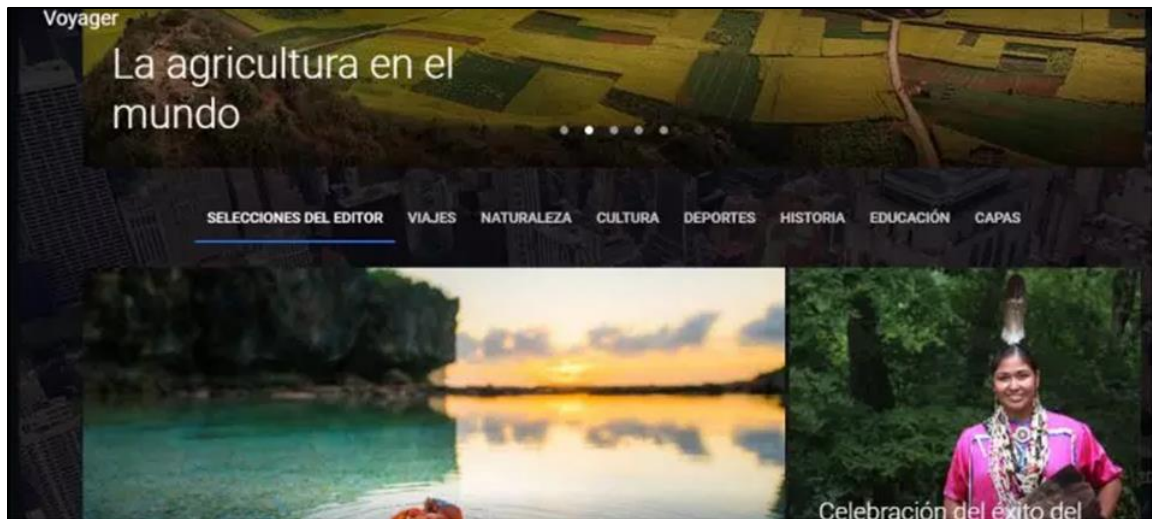 Voyager
La agricultura en el
mundo
SELECCIONES DEL EDITOR VIAJES NATURALEZA CULTURA DEPORTES HISTORIA EDUCACIÓN CAPAS
Celebración del éxito del